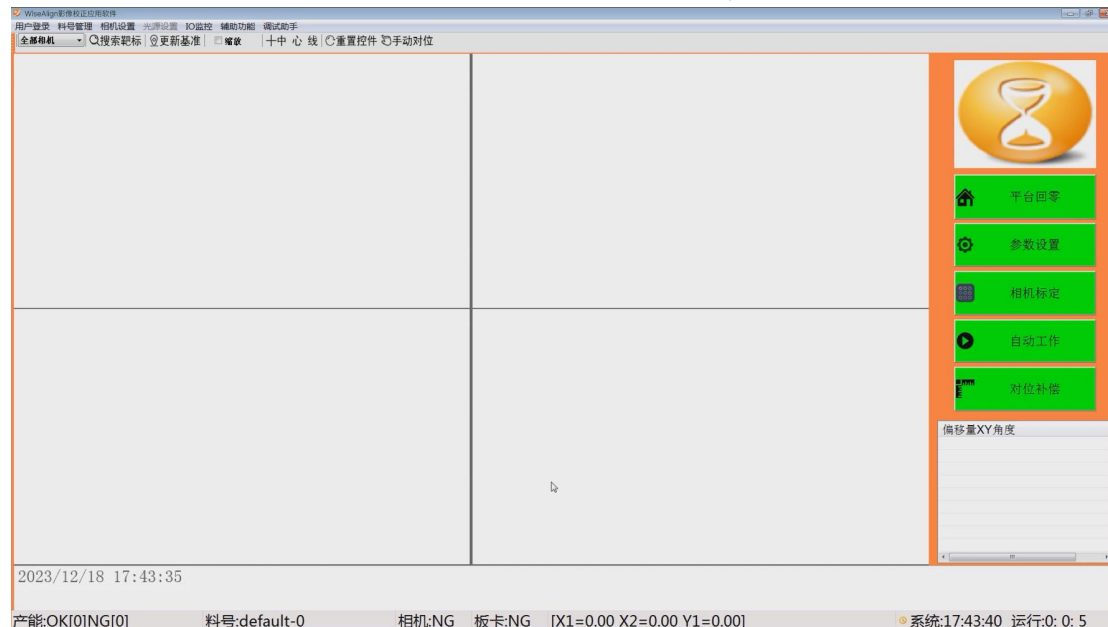 WiseAlign影像校正应用软件
用户登录 料号管理 相机设置 光源设置 IO监控 辅助功能 调试助手
全部相机 搜索靶标 更新基准 缩放 十中 心 线 重置控件 手动对位
平台回零
参数设置
相机标定
自动工作
对位补偿
偏移量XY角度
2023/12/18 17:43:35
产能:OK[0]NG[0] 料号:default-0 相机:NG 板卡:NG [X1=0.00 X2=0.00 Y1=0.00] 系统:17:43:40 运行:0: 0: 5